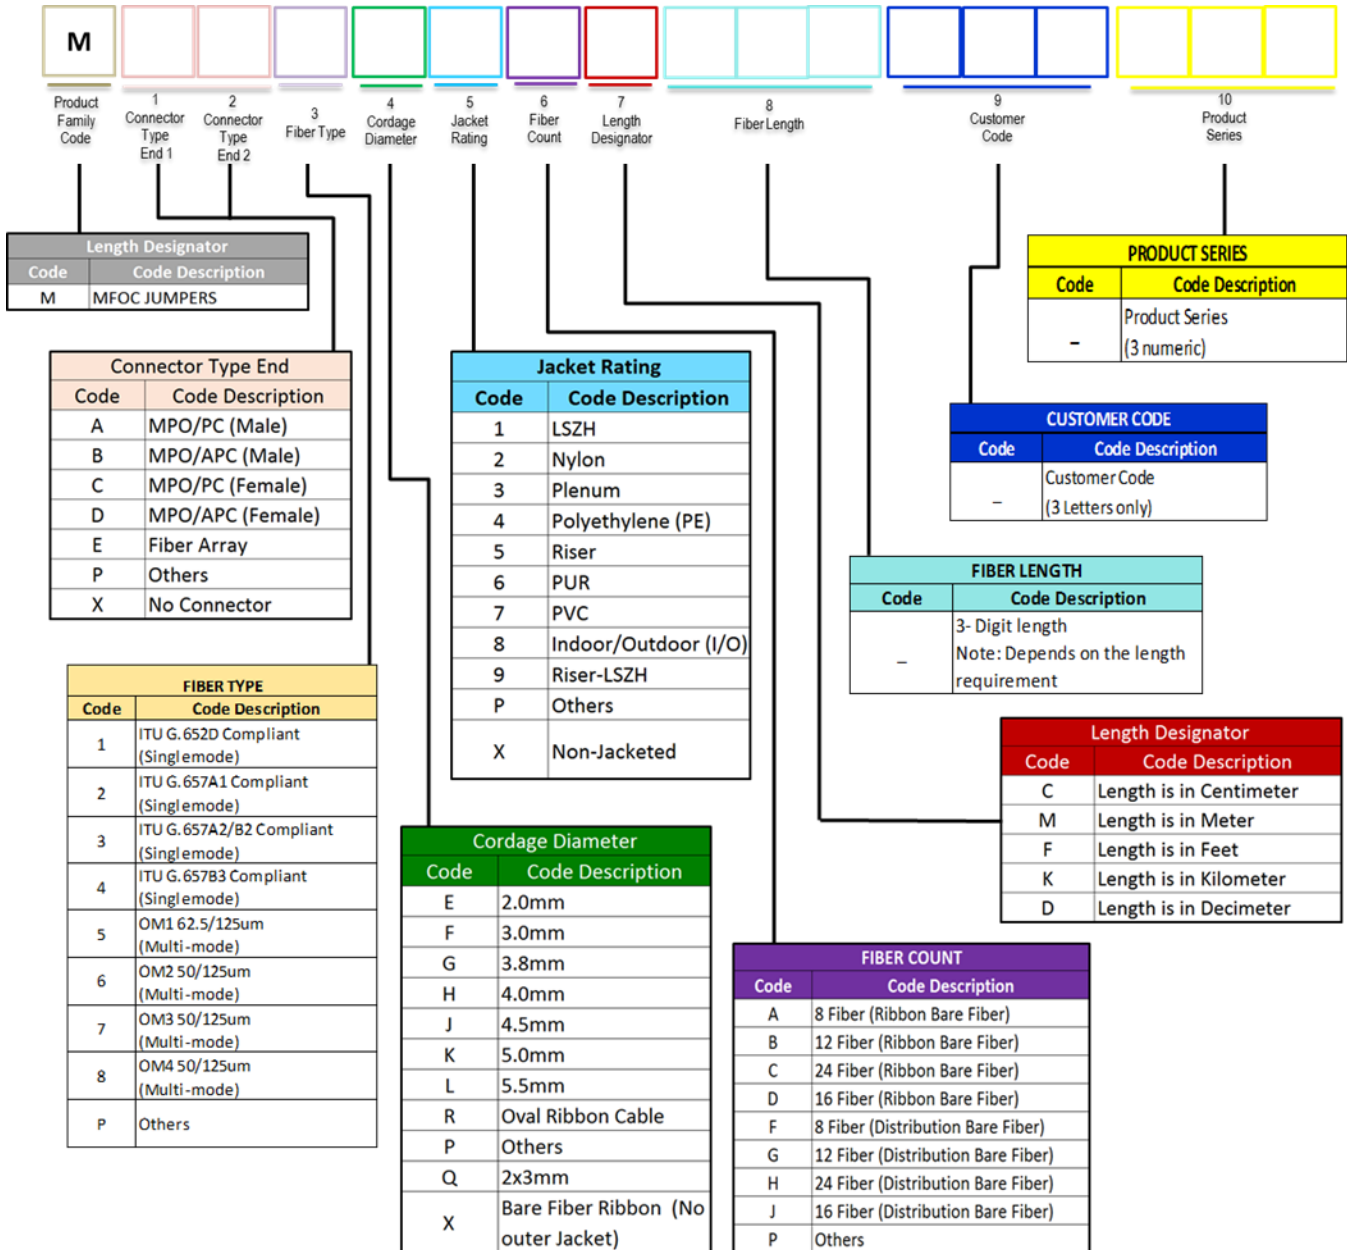 M
Product
Family
Code
1
Connector
Type
End 1
2
Connector
Type
End 2
3
Fiber Type
4
Cordage
Diameter
5
Jacket
Rating
6
Fiber
Count
7
Length
Designator
8
Fiber Length
9
Customer
Code
10
Product
Series
Length Designator
Code Code Description
M MFOC JUMPERS
PRODUCT SERIES
Code Code Description
_ Product Series
(3 numeric)
Connector Type End
Code Code Description
A MPO/PC (Male)
B MPO/APC (Male)
C MPO/PC (Female)
D MPO/APC (Female)
E Fiber Array
P Others
X No Connector
Jacket Rating
Code Code Description
1 LSZH
2 Nylon
3 Plenum
4 Polyethylene (PE)
5 Riser
6 PUR
7 PVC
8 Indoor/Outdoor (I/O)
9 Riser-LSZH
P Others
X Non-Jacketed
CUSTOMER CODE
Code Code Description
_ Customer Code
(3 Letters only)
FIBER LENGTH
Code Code Description
_ 3- Digit length
Note: Depends on the length
requirement
FIBER TYPE
Code Code Description
1 ITU G.652D Compliant
(Singlemode)
2 ITU G.657A1 Compliant
(Singlemode)
3 ITU G.657A2/B2 Compliant
(Singlemode)
4 ITU G.657B3 Compliant
(Singlemode)
5 OM1 62.5/125um
(Multi-mode)
6 OM2 50/125um
(Multi-mode)
7 OM3 50/125um
(Multi-mode)
8 OM4 50/125um
(Multi-mode)
P Others
Length Designator
Code Code Description
C Length is in Centimeter
M Length is in Meter
F Length is in Feet
K Length is in Kilometer
D Length is in Decimeter
Cordage Diameter
Code Code Description
E 2.0mm
F 3.0mm
G 3.8mm
H 4.0mm
J 4.5mm
K 5.0mm
L 5.5mm
R Oval Ribbon Cable
P Others
Q 2x3mm
X Bare Fiber Ribbon (No
outer Jacket)
FIBER COUNT
Code Code Description
A 8 Fiber (Ribbon Bare Fiber)
B 12 Fiber (Ribbon Bare Fiber)
C 24 Fiber (Ribbon Bare Fiber)
D 16 Fiber (Ribbon Bare Fiber)
F 8 Fiber (Distribution Bare Fiber)
G 12 Fiber (Distribution Bare Fiber)
H 24 Fiber (Distribution Bare Fiber)
J 16 Fiber (Distribution Bare Fiber)
P Others